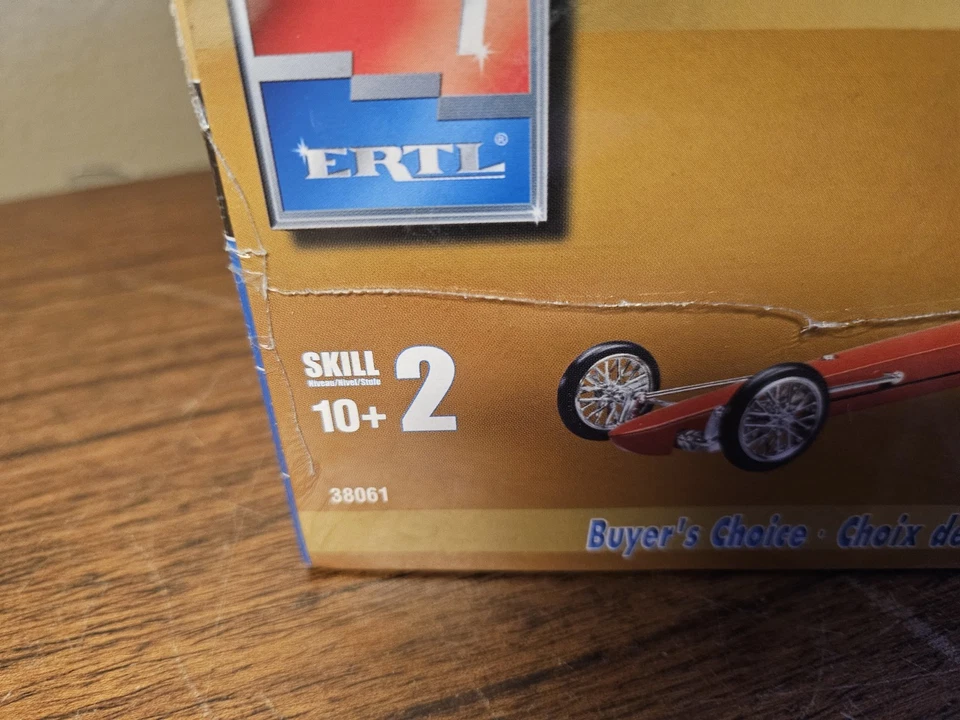 ERTL®
SKILL 2
Niveau/Nivel/Stufe
10+
38061
Buyer's Choice · Choix de